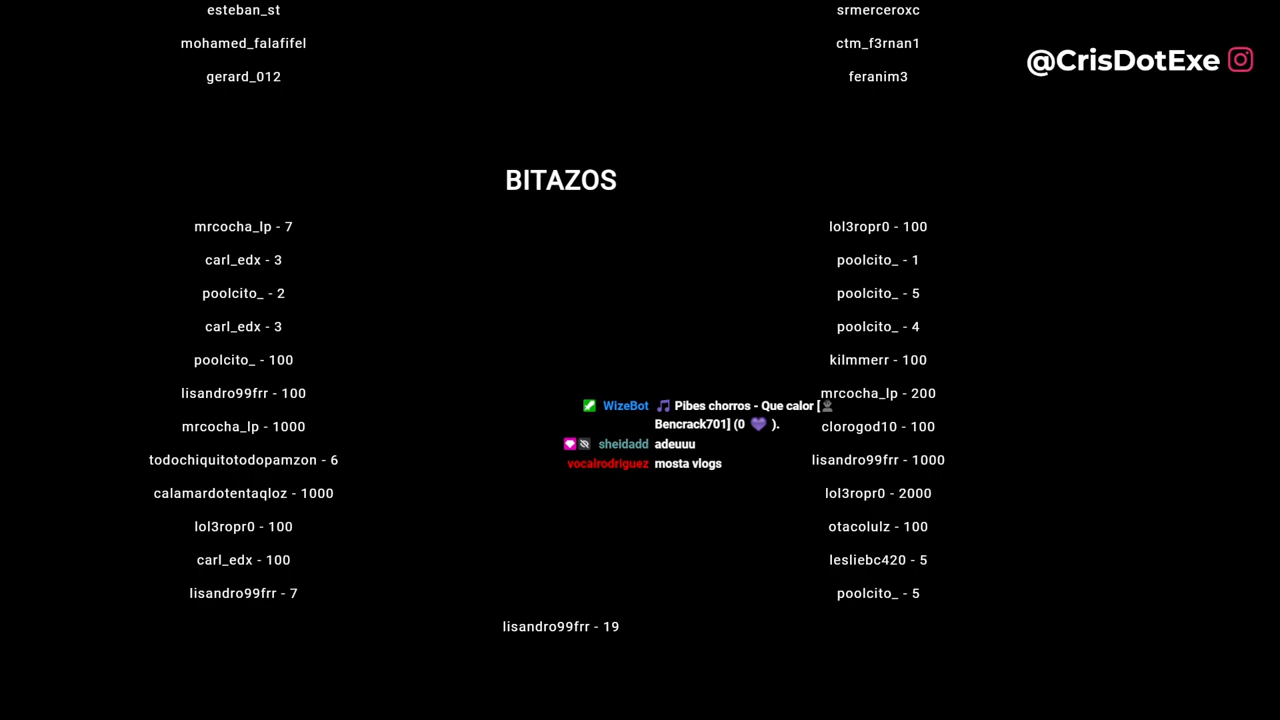 esteban_st srmerceroxc
mohamed_falafifel ctm_f3rnan1
@CrisDotExe
gerard_012 feranim3
BITAZOS
mrcocha_lp - 7 lol3ropr0 - 100
carl_edx - 3 poolcito_ - 1
poolcito_ - 2 poolcito_ - 5
carl_edx - 3 poolcito_ - 4
poolcito_ - 100 kilmmerr - 100
lisandro99frr - 100 mrcocha_lp - 200
WizeBot 🎵 Pibes chorros - Que calor [
Bencrack701] (0 💜 ).
mrcocha_lp - 1000 clorogod10 - 100
sheidadd adeuuu
todochiquitotodopamzon - 6 lisandro99frr - 1000
vocalrodriguez mosta vlogs
calamardotentaqloz - 1000 lol3ropr0 - 2000
lol3ropr0 - 100 otacolulz - 100
carl_edx - 100 lesliebc420 - 5
lisandro99frr - 7 poolcito_ - 5
lisandro99frr - 19